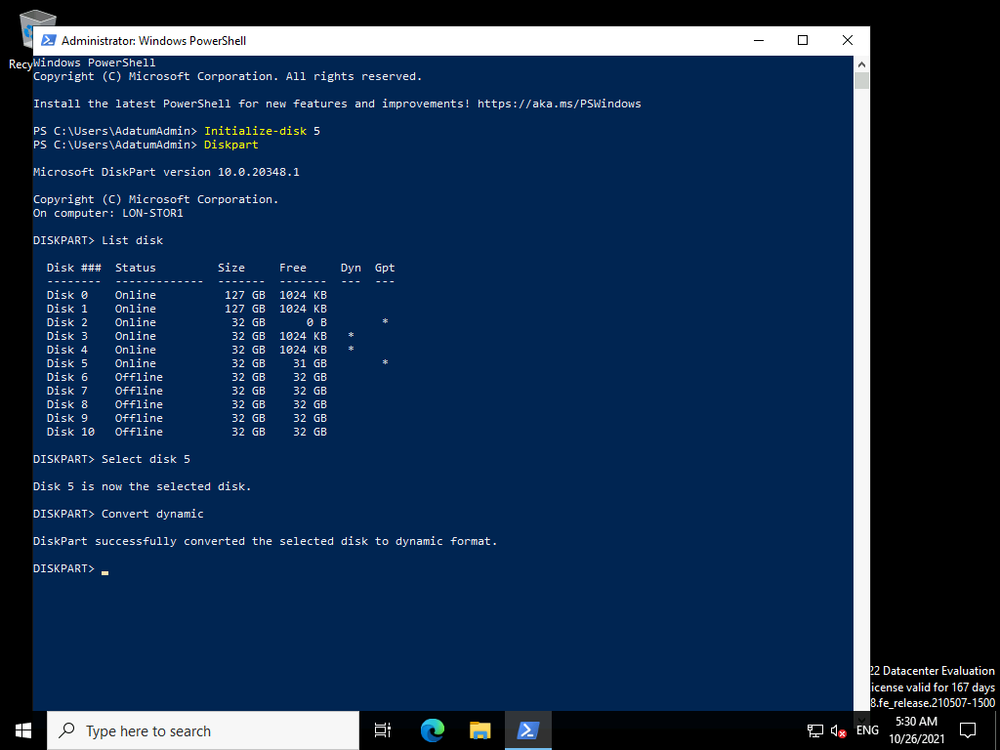 Recy
Administrator: Windows PowerShell
Windows PowerShell
Copyright (C) Microsoft Corporation. All rights reserved.
Install the latest PowerShell for new features and improvements! https://aka.ms/PSWindows
PS C:\Users\AdatumAdmin> Initialize-disk 5
PS C:\Users\AdatumAdmin> Diskpart
Microsoft DiskPart version 10.0.20348.1
Copyright (C) Microsoft Corporation.
On computer: LON-STOR1
DISKPART> List disk
  Disk ###  Status         Size     Free     Dyn  Gpt
  --------  -------------  -------  -------  ---  ---
  Disk 0    Online          127 GB  1024 KB
  Disk 1    Online          127 GB  1024 KB
  Disk 2    Online           32 GB      0 B        *
  Disk 3    Online           32 GB  1024 KB   *
  Disk 4    Online           32 GB  1024 KB   *
  Disk 5    Online           32 GB    31 GB        *
  Disk 6    Offline          32 GB    32 GB
  Disk 7    Offline          32 GB    32 GB
  Disk 8    Offline          32 GB    32 GB
  Disk 9    Offline          32 GB    32 GB
  Disk 10   Offline          32 GB    32 GB
DISKPART> Select disk 5
Disk 5 is now the selected disk.
DISKPART> Convert dynamic
DiskPart successfully converted the selected disk to dynamic format.
DISKPART>
22 Datacenter Evaluation
icense valid for 167 days
8.fe_release.210507-1500
Type here to search
ENG
5:30 AM
10/26/2021